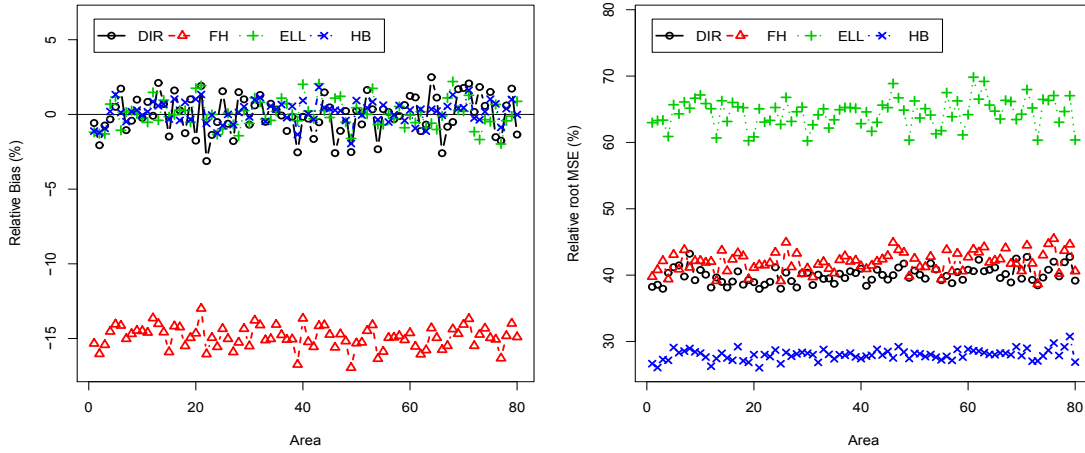 DIR FH ELL HB
5
0
−5
−10
−15
Relative Bias (%)
0 20 40 60 80
Area
DIR FH ELL HB
80
70
60
50
40
30
Relative root MSE (%)
0 20 40 60 80
Area